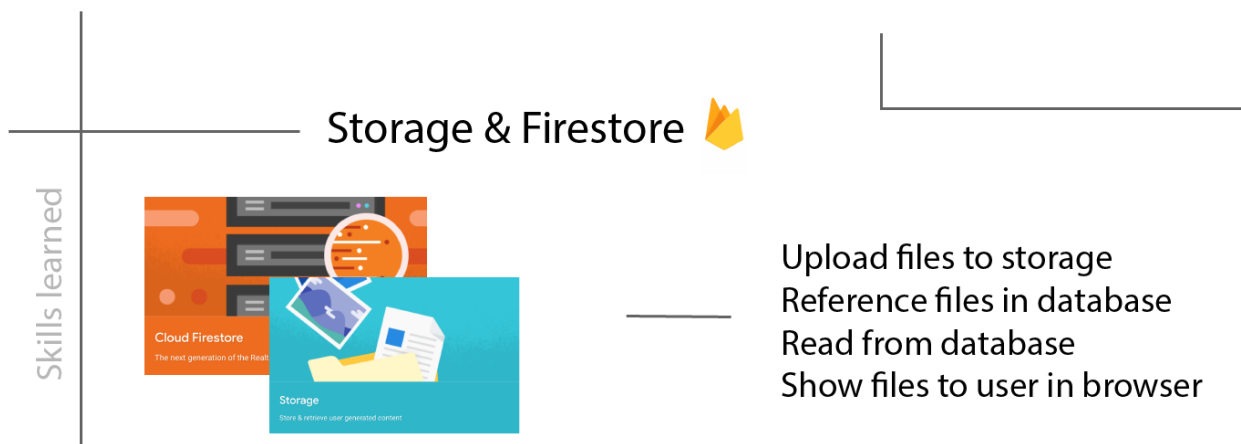 Storage & Firestore
Skills learned
Cloud Firestore
The next generation of the Realt
Storage
Store & retrieve user generated content
Upload files to storage
Reference files in database
Read from database
Show files to user in browser